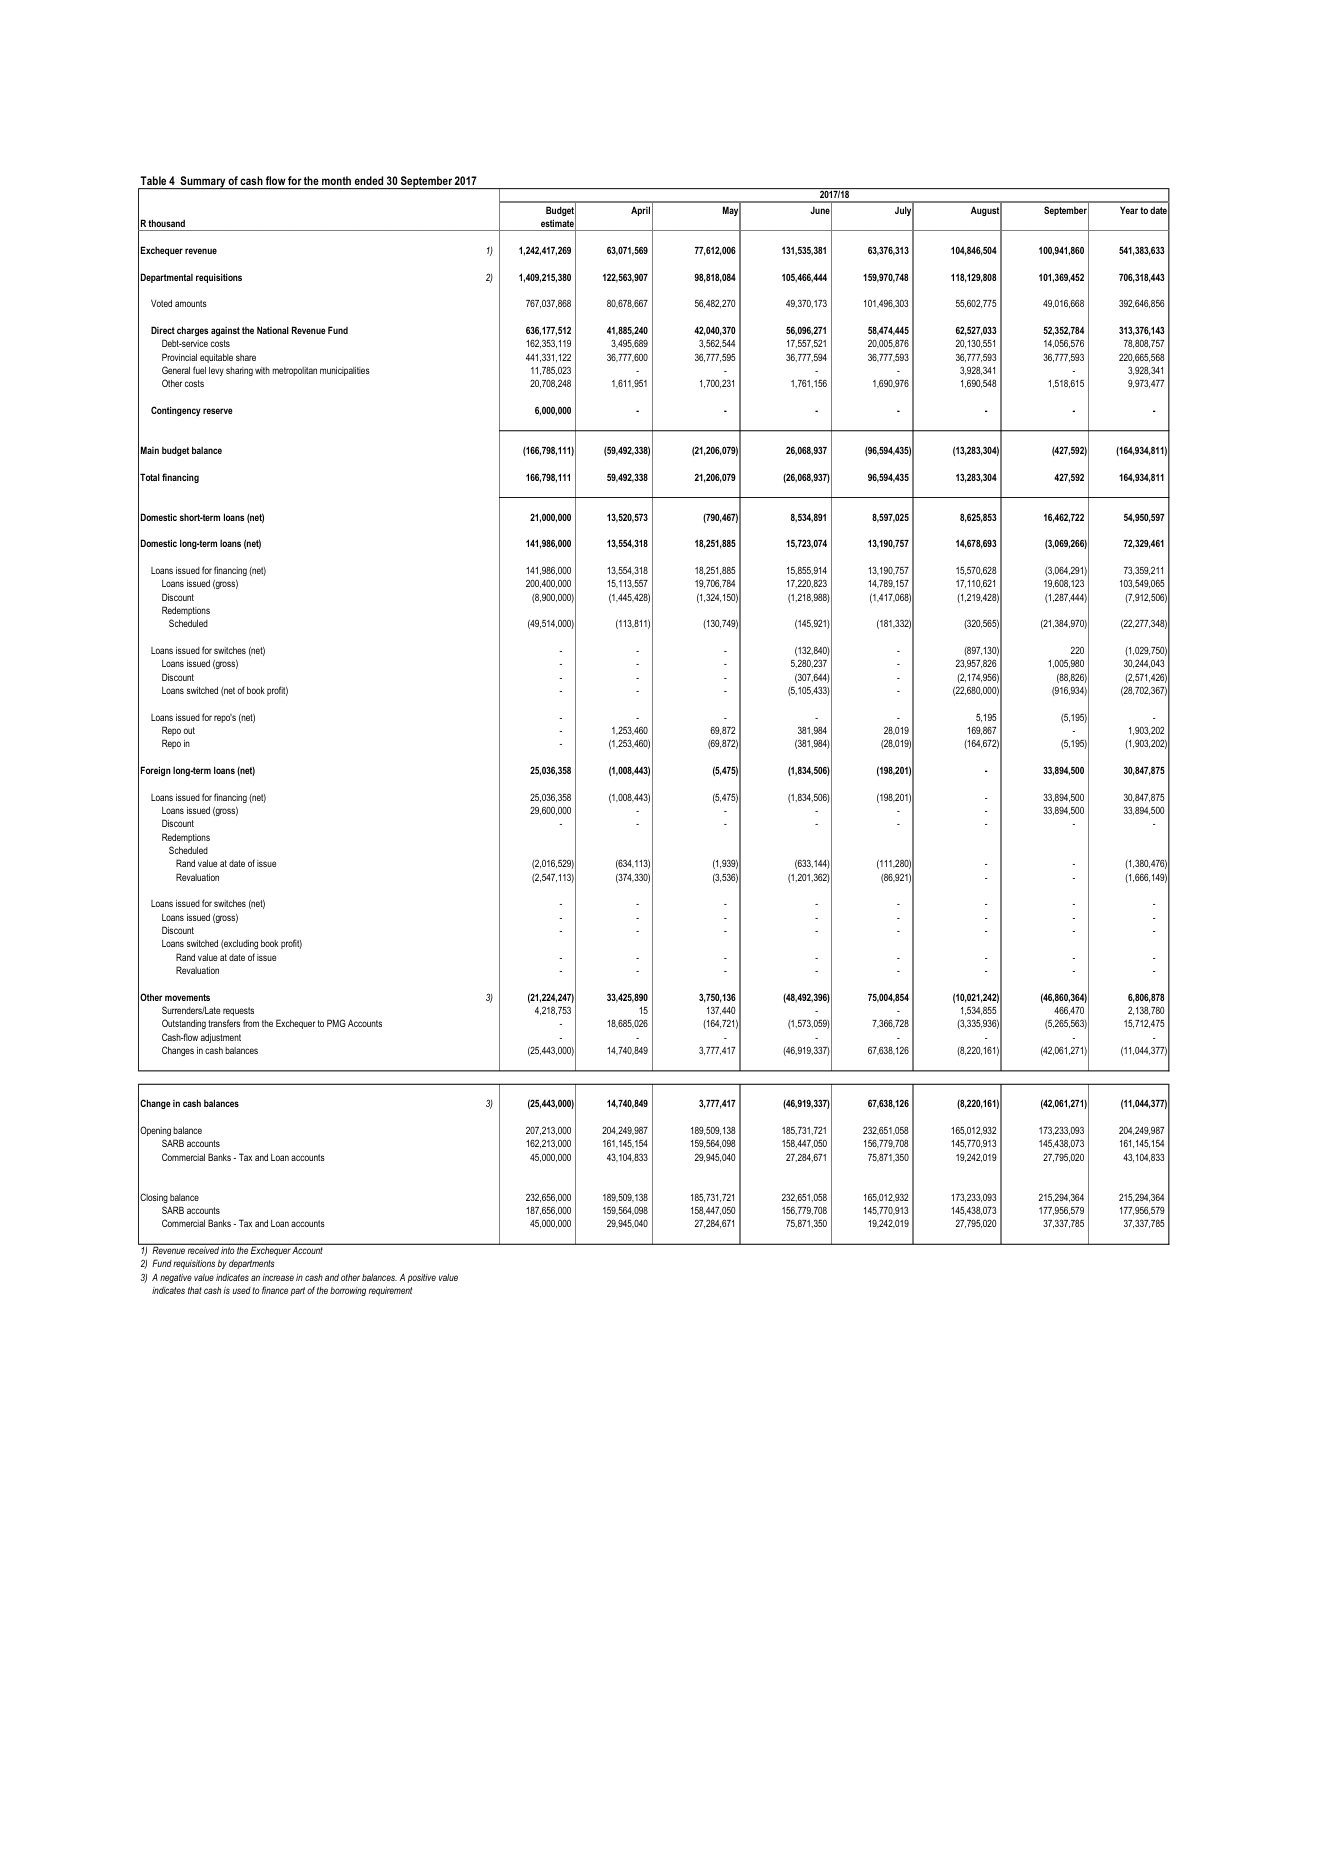 Table 4 Summary of cash flow for the month ended 30 September 2017
2017/18
Budget April May June July August September Year to date
R thousand estimate
Exchequer revenue 1) 1,242,417,269 63,071,569 77,612,006 131,535,381 63,376,313 104,846,504 100,941,860 541,383,633
Departmental requisitions 2) 1,409,215,380 122,563,907 98,818,084 105,466,444 159,970,748 118,129,808 101,369,452 706,318,443
Voted amounts 767,037,868 80,678,667 56,482,270 49,370,173 101,496,303 55,602,775 49,016,668 392,646,856
Direct charges against the National Revenue Fund 636,177,512 41,885,240 42,040,370 56,096,271 58,474,445 62,527,033 52,352,784 313,376,143
Debt-service costs 162,353,119 3,495,689 3,562,544 17,557,521 20,005,876 20,130,551 14,056,576 78,808,757
Provincial equitable share 441,331,122 36,777,600 36,777,595 36,777,594 36,777,593 36,777,593 36,777,593 220,665,568
General fuel levy sharing with metropolitan municipalities 11,785,023 - - - - 3,928,341 - 3,928,341
Other costs 20,708,248 1,611,951 1,700,231 1,761,156 1,690,976 1,690,548 1,518,615 9,973,477
Contingency reserve 6,000,000 - - - - - - -
Main budget balance (166,798,111) (59,492,338) (21,206,079) 26,068,937 (96,594,435) (13,283,304) (427,592) (164,934,811)
Total financing 166,798,111 59,492,338 21,206,079 (26,068,937) 96,594,435 13,283,304 427,592 164,934,811
Domestic short-term loans (net) 21,000,000 13,520,573 (790,467) 8,534,891 8,597,025 8,625,853 16,462,722 54,950,597
Domestic long-term loans (net) 141,986,000 13,554,318 18,251,885 15,723,074 13,190,757 14,678,693 (3,069,266) 72,329,461
Loans issued for financing (net) 141,986,000 13,554,318 18,251,885 15,855,914 13,190,757 15,570,628 (3,064,291) 73,359,211
Loans issued (gross) 200,400,000 15,113,557 19,706,784 17,220,823 14,789,157 17,110,621 19,608,123 103,549,065
Discount (8,900,000) (1,445,428) (1,324,150) (1,218,988) (1,417,068) (1,219,428) (1,287,444) (7,912,506)
Redemptions
Scheduled (49,514,000) (113,811) (130,749) (145,921) (181,332) (320,565) (21,384,970) (22,277,348)
Loans issued for switches (net) - - - (132,840) - (897,130) 220 (1,029,750)
Loans issued (gross) - - - 5,280,237 - 23,957,826 1,005,980 30,244,043
Discount - - - (307,644) - (2,174,956) (88,826) (2,571,426)
Loans switched (net of book profit) - - - (5,105,433) - (22,680,000) (916,934) (28,702,367)
Loans issued for repo's (net) - - - - - 5,195 (5,195) -
Repo out - 1,253,460 69,872 381,984 28,019 169,867 - 1,903,202
Repo in - (1,253,460) (69,872) (381,984) (28,019) (164,672) (5,195) (1,903,202)
Foreign long-term loans (net) 25,036,358 (1,008,443) (5,475) (1,834,506) (198,201) - 33,894,500 30,847,875
Loans issued for financing (net) 25,036,358 (1,008,443) (5,475) (1,834,506) (198,201) - 33,894,500 30,847,875
Loans issued (gross) 29,600,000 - - - - - 33,894,500 33,894,500
Discount - - - - - - - -
Redemptions
Scheduled
Rand value at date of issue (2,016,529) (634,113) (1,939) (633,144) (111,280) - - (1,380,476)
Revaluation (2,547,113) (374,330) (3,536) (1,201,362) (86,921) - - (1,666,149)
Loans issued for switches (net) - - - - - - - -
Loans issued (gross) - - - - - - - -
Discount - - - - - - - -
Loans switched (excluding book profit)
Rand value at date of issue - - - - - - - -
Revaluation - - - - - - - -
Other movements 3) (21,224,247) 33,425,890 3,750,136 (48,492,396) 75,004,854 (10,021,242) (46,860,364) 6,806,878
Surrenders/Late requests 4,218,753 15 137,440 - - 1,534,855 466,470 2,138,780
Outstanding transfers from the Exchequer to PMG Accounts - 18,685,026 (164,721) (1,573,059) 7,366,728 (3,335,936) (5,265,563) 15,712,475
Cash-flow adjustment - - - - - - - -
Changes in cash balances (25,443,000) 14,740,849 3,777,417 (46,919,337) 67,638,126 (8,220,161) (42,061,271) (11,044,377)
Change in cash balances 3) (25,443,000) 14,740,849 3,777,417 (46,919,337) 67,638,126 (8,220,161) (42,061,271) (11,044,377)
Opening balance 207,213,000 204,249,987 189,509,138 185,731,721 232,651,058 165,012,932 173,233,093 204,249,987
SARB accounts 162,213,000 161,145,154 159,564,098 158,447,050 156,779,708 145,770,913 145,438,073 161,145,154
Commercial Banks - Tax and Loan accounts 45,000,000 43,104,833 29,945,040 27,284,671 75,871,350 19,242,019 27,795,020 43,104,833
Closing balance 232,656,000 189,509,138 185,731,721 232,651,058 165,012,932 173,233,093 215,294,364 215,294,364
SARB accounts 187,656,000 159,564,098 158,447,050 156,779,708 145,770,913 145,438,073 177,956,579 177,956,579
Commercial Banks - Tax and Loan accounts 45,000,000 29,945,040 27,284,671 75,871,350 19,242,019 27,795,020 37,337,785 37,337,785
1) Revenue received into the Exchequer Account
2) Fund requisitions by departments
3) A negative value indicates an increase in cash and other balances. A positive value
indicates that cash is used to finance part of the borrowing requirement